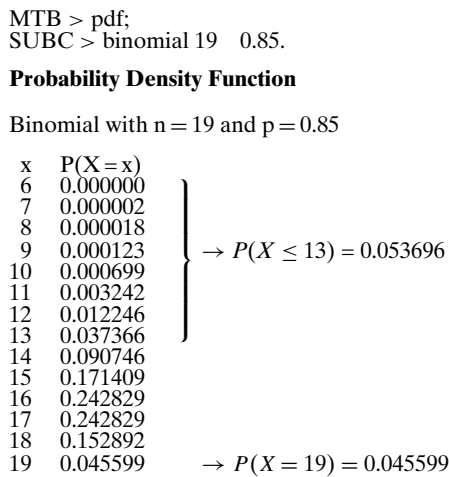 MTB > pdf;
SUBC > binomial 19 0.85.
Probability Density Function
Binomial with n = 19 and p = 0.85
x P(X = x)
6 0.000000
7 0.000002
8 0.000018
9 0.000123 → P(X ≤ 13) = 0.053696
10 0.000699
11 0.003242
12 0.012246
13 0.037366
14 0.090746
15 0.171409
16 0.242829
17 0.242829
18 0.152892
19 0.045599 → P(X = 19) = 0.045599